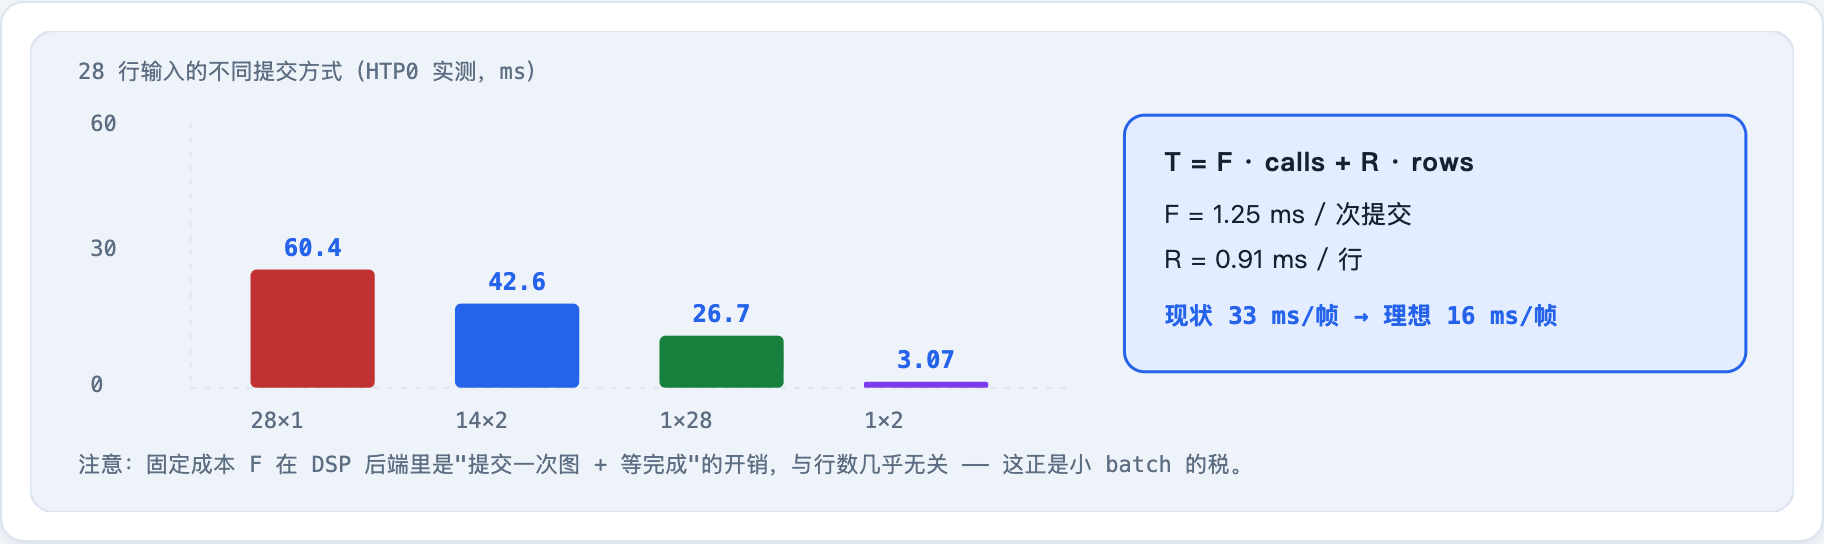 28 行输入的不同提交方式（HTP0 实测，ms）
60
30
0
60.4
42.6
26.7
3.07
28×1
14×2
1×28
1×2
T = F · calls + R · rows
F = 1.25 ms / 次提交
R = 0.91 ms / 行
现状 33 ms/帧 → 理想 16 ms/帧
注意：固定成本 F 在 DSP 后端里是"提交一次图 + 等完成"的开销，与行数几乎无关 —— 这正是小 batch 的税。